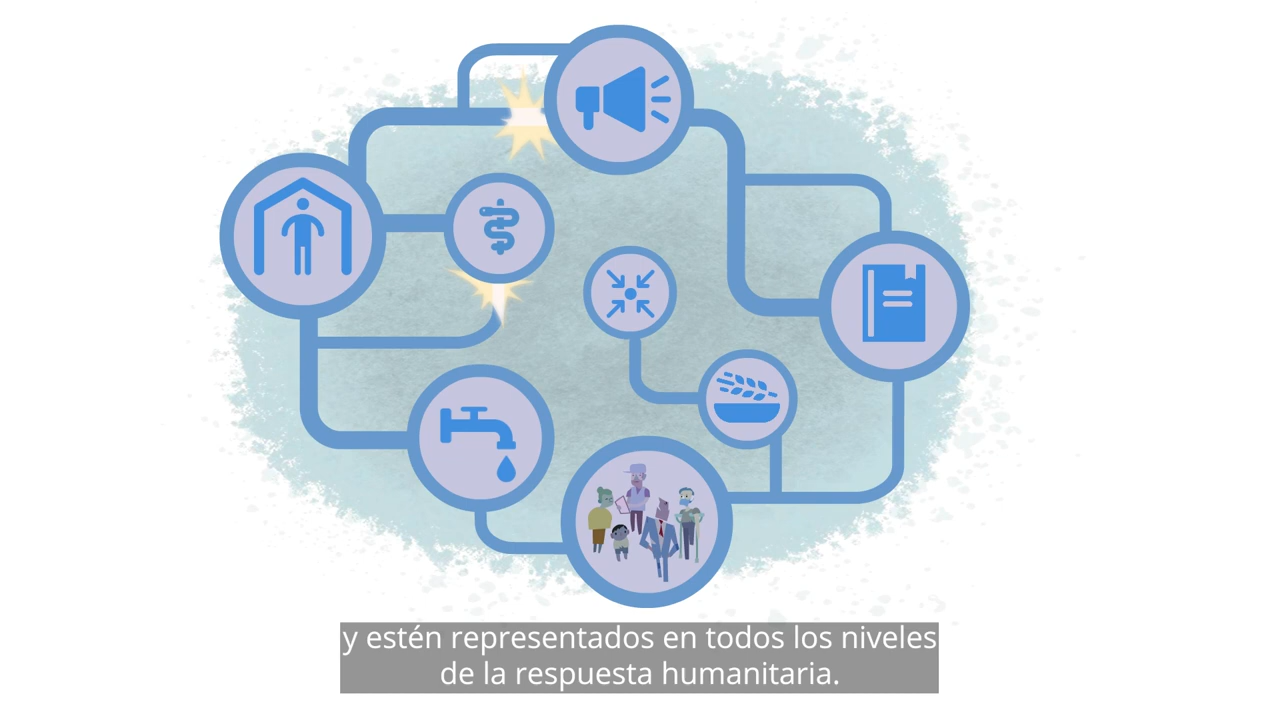 y estén representados en todos los niveles
de la respuesta humanitaria.